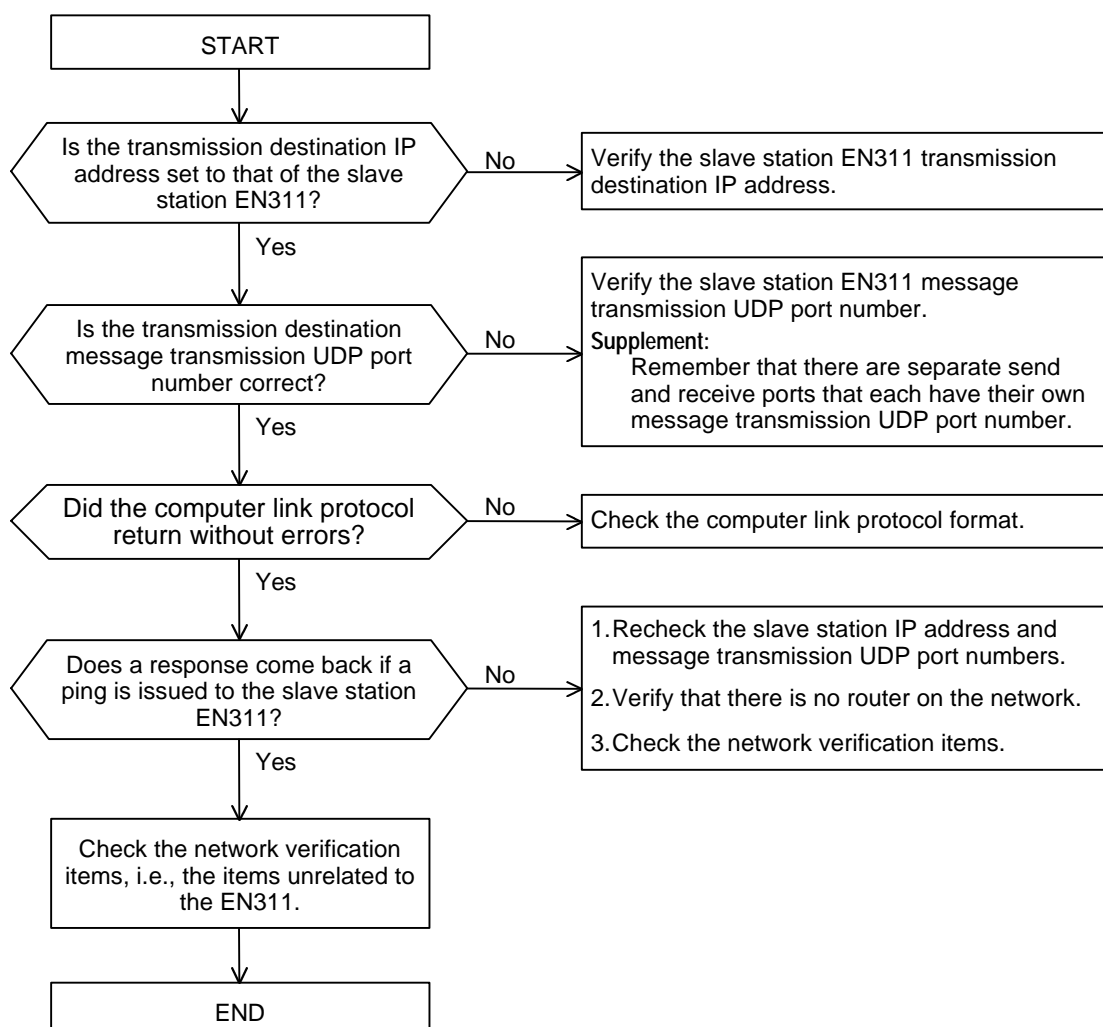 START
Is the transmission destination IP
address set to that of the slave
station EN311?
No
Verify the slave station EN311 transmission
destination IP address.
Yes
Is the transmission destination
message transmission UDP port
number correct?
No
Verify the slave station EN311 message
transmission UDP port number.
Supplement:
Remember that there are separate send
and receive ports that each have their own
message transmission UDP port number.
Yes
Did the computer link protocol
return without errors?
No
Check the computer link protocol format.
Yes
Does a response come back if a
ping is issued to the slave station
EN311?
No
1.Recheck the slave station IP address and
message transmission UDP port numbers.
2.Verify that there is no router on the network.
3.Check the network verification items.
Yes
Check the network verification
items, i.e., the items unrelated to
the EN311.
END